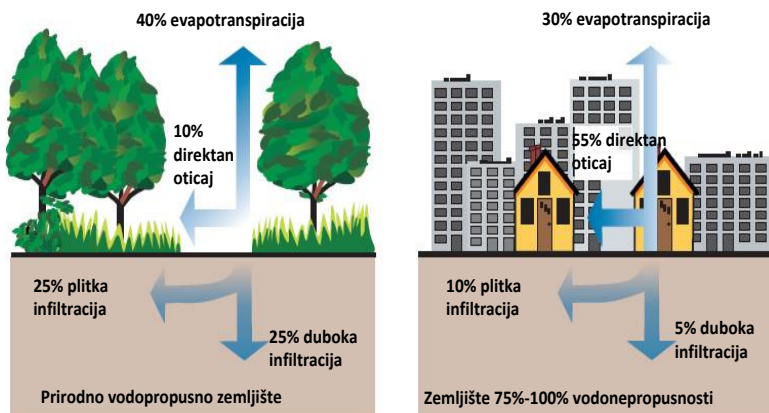 40% evapotranspiracija
10%
direktan
oticaj
25% plitka
infiltracija
25% duboka
infiltracija
Prirodno vodopropusno zemljište
30% evapotranspiracija
55% direktan
oticaj
10% plitka
infiltracija
5% duboka
infiltracija
Zemljište 75%-100% vodonepropusnosti